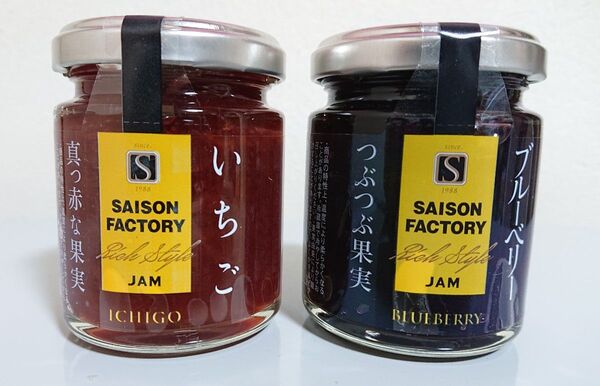 いちご
真っ赤な果実
since
S
1988
SAISON
FACTORY
Rich Style
JAM
ICHIGO
ブルーベリー
つぶつぶ果実
since
S
1988
SAISON
FACTORY
Rich Style
JAM
BLUEBERRY